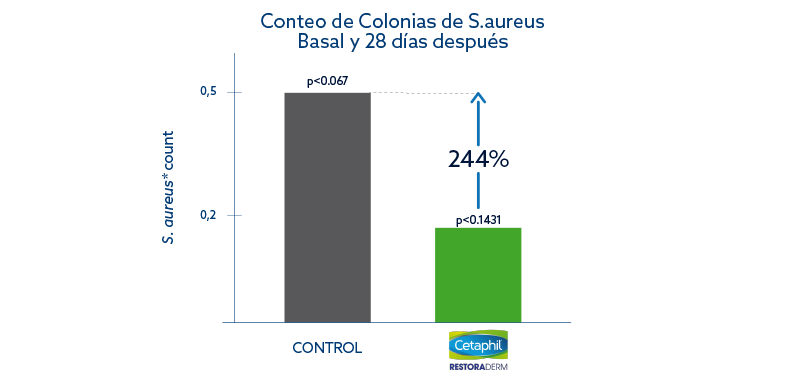 Conteo de Colonias de S.aureus
Basal y 28 días después
p<0.067
0,5
244%
S. aureus* count
0,2
p<0.1431
CONTROL
Cetaphil
RESTORADERM